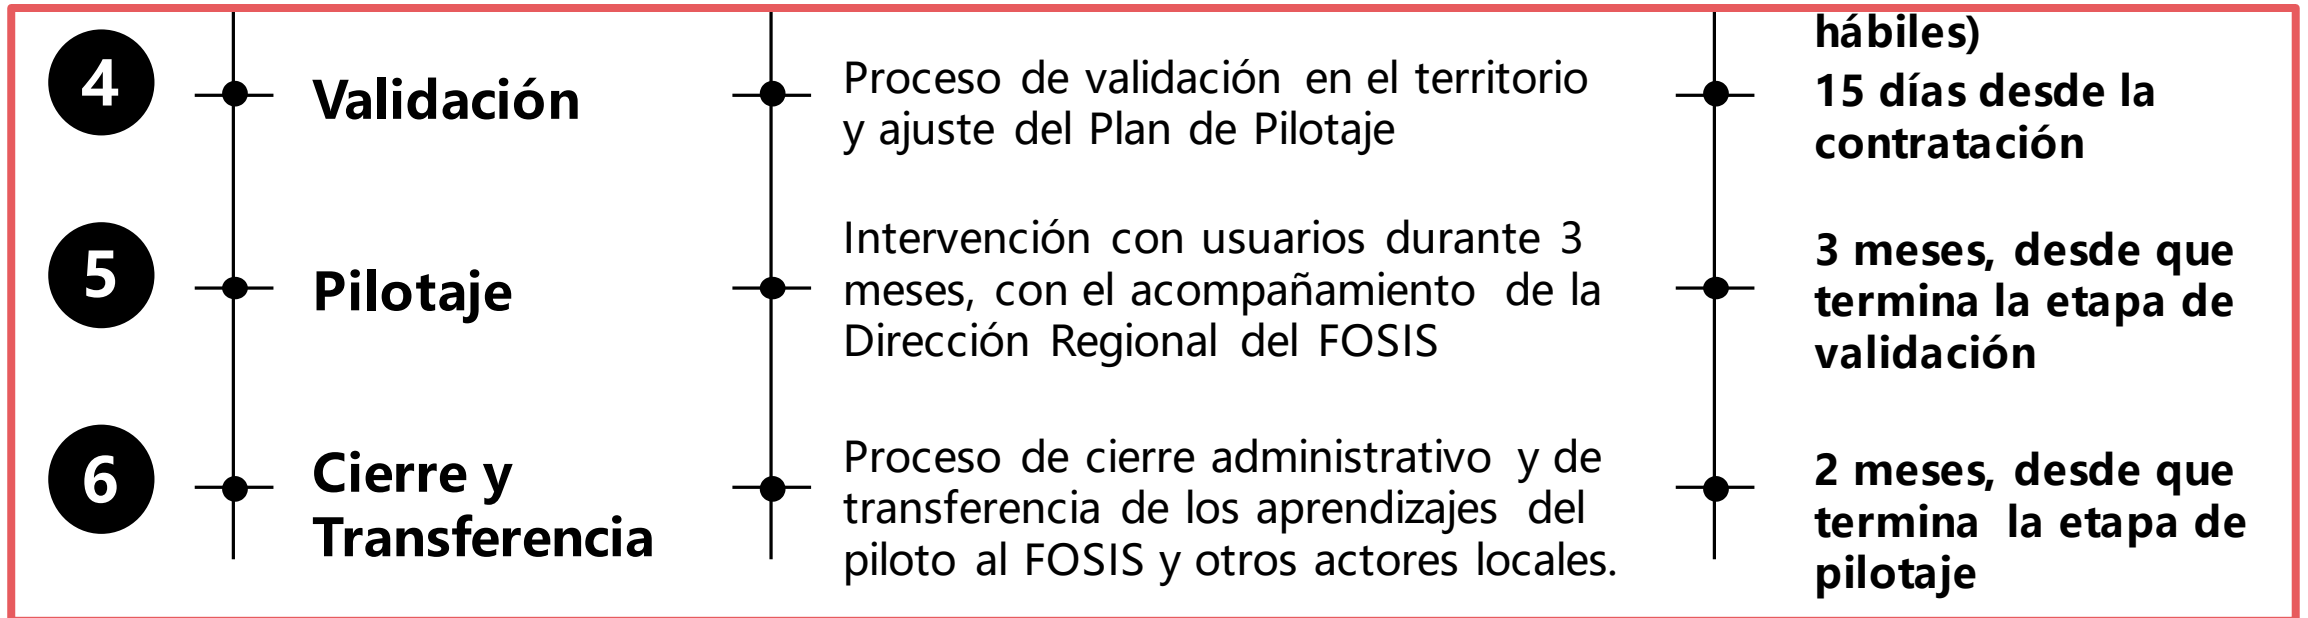 hábiles)
4
Validación
Proceso de validación en el territorio
y ajuste del Plan de Pilotaje
15 días desde la
contratación
5
Pilotaje
Intervención con usuarios durante 3
meses, con el acompañamiento de la
Dirección Regional del FOSIS
3 meses, desde que
termina la etapa de
validación
6
Cierre y
Transferencia
Proceso de cierre administrativo y de
transferencia de los aprendizajes del
piloto al FOSIS y otros actores locales.
2 meses, desde que
termina la etapa de
pilotaje